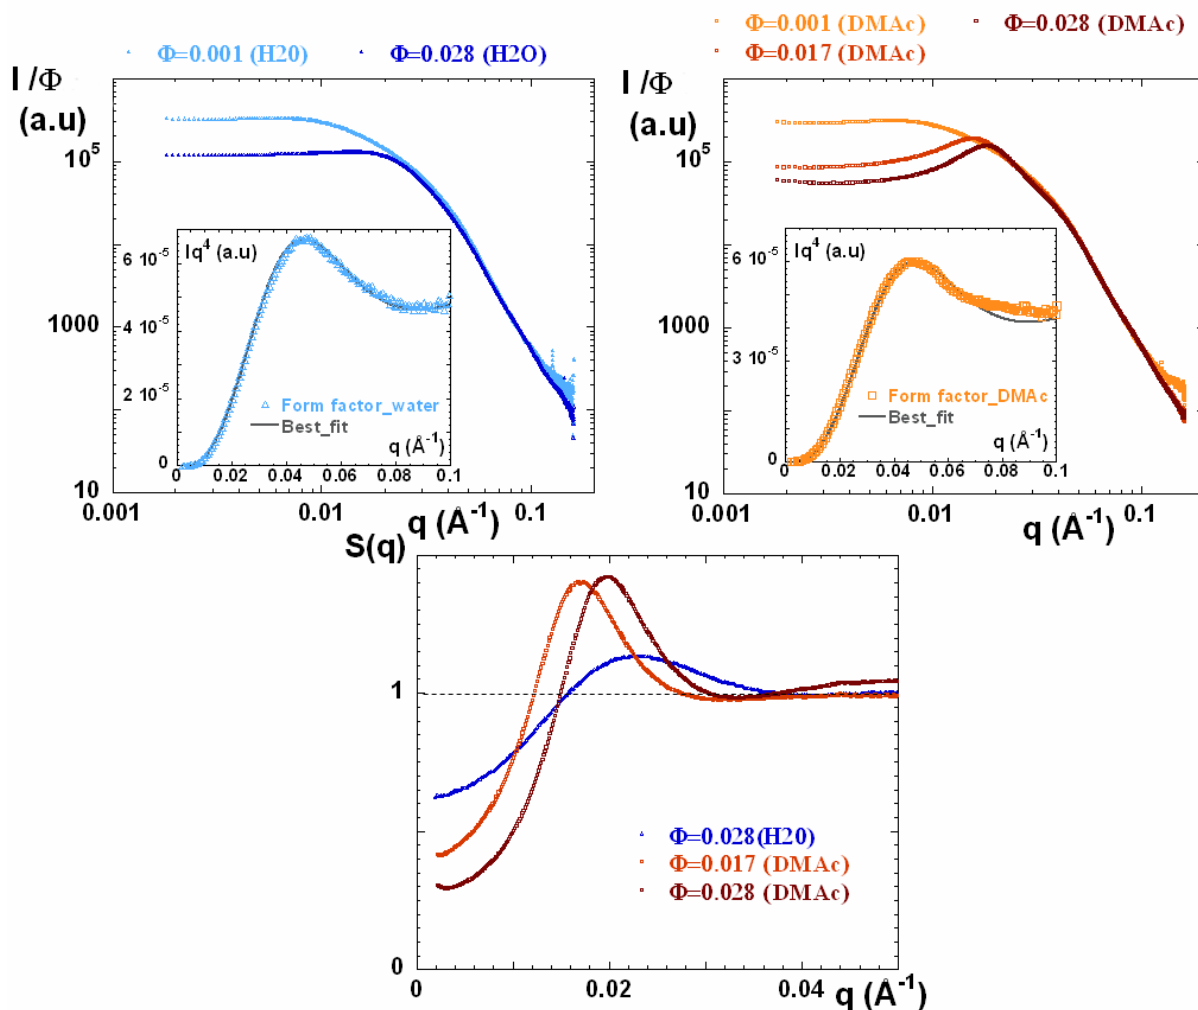 Φ=0.001 (H20) Φ=0.028 (H2O)
I /Φ
(a.u)
10^5
1000
10
0.001 0.01 0.1
q (Å^-1)
Iq^4 (a.u)
6 10^-5
4 10^-5
2 10^-5
0
Form factor_water
Best_fit
q (Å^-1)
0 0.02 0.04 0.06 0.08 0.1
Φ=0.001 (DMAc) Φ=0.028 (DMAc)
Φ=0.017 (DMAc)
I /Φ
(a.u)
10^5
1000
10
0.001 0.01 0.1
q (Å^-1)
Iq^4 (a.u)
6 10^-5
3 10^-5
0
Form factor_DMAc
Best_fit
q (Å^-1)
0 0.02 0.04 0.06 0.08 0.1
S(q)
1
0
Φ=0.028(H20)
Φ=0.017 (DMAc)
Φ=0.028 (DMAc)
0 0.02 0.04 q (Å^-1)